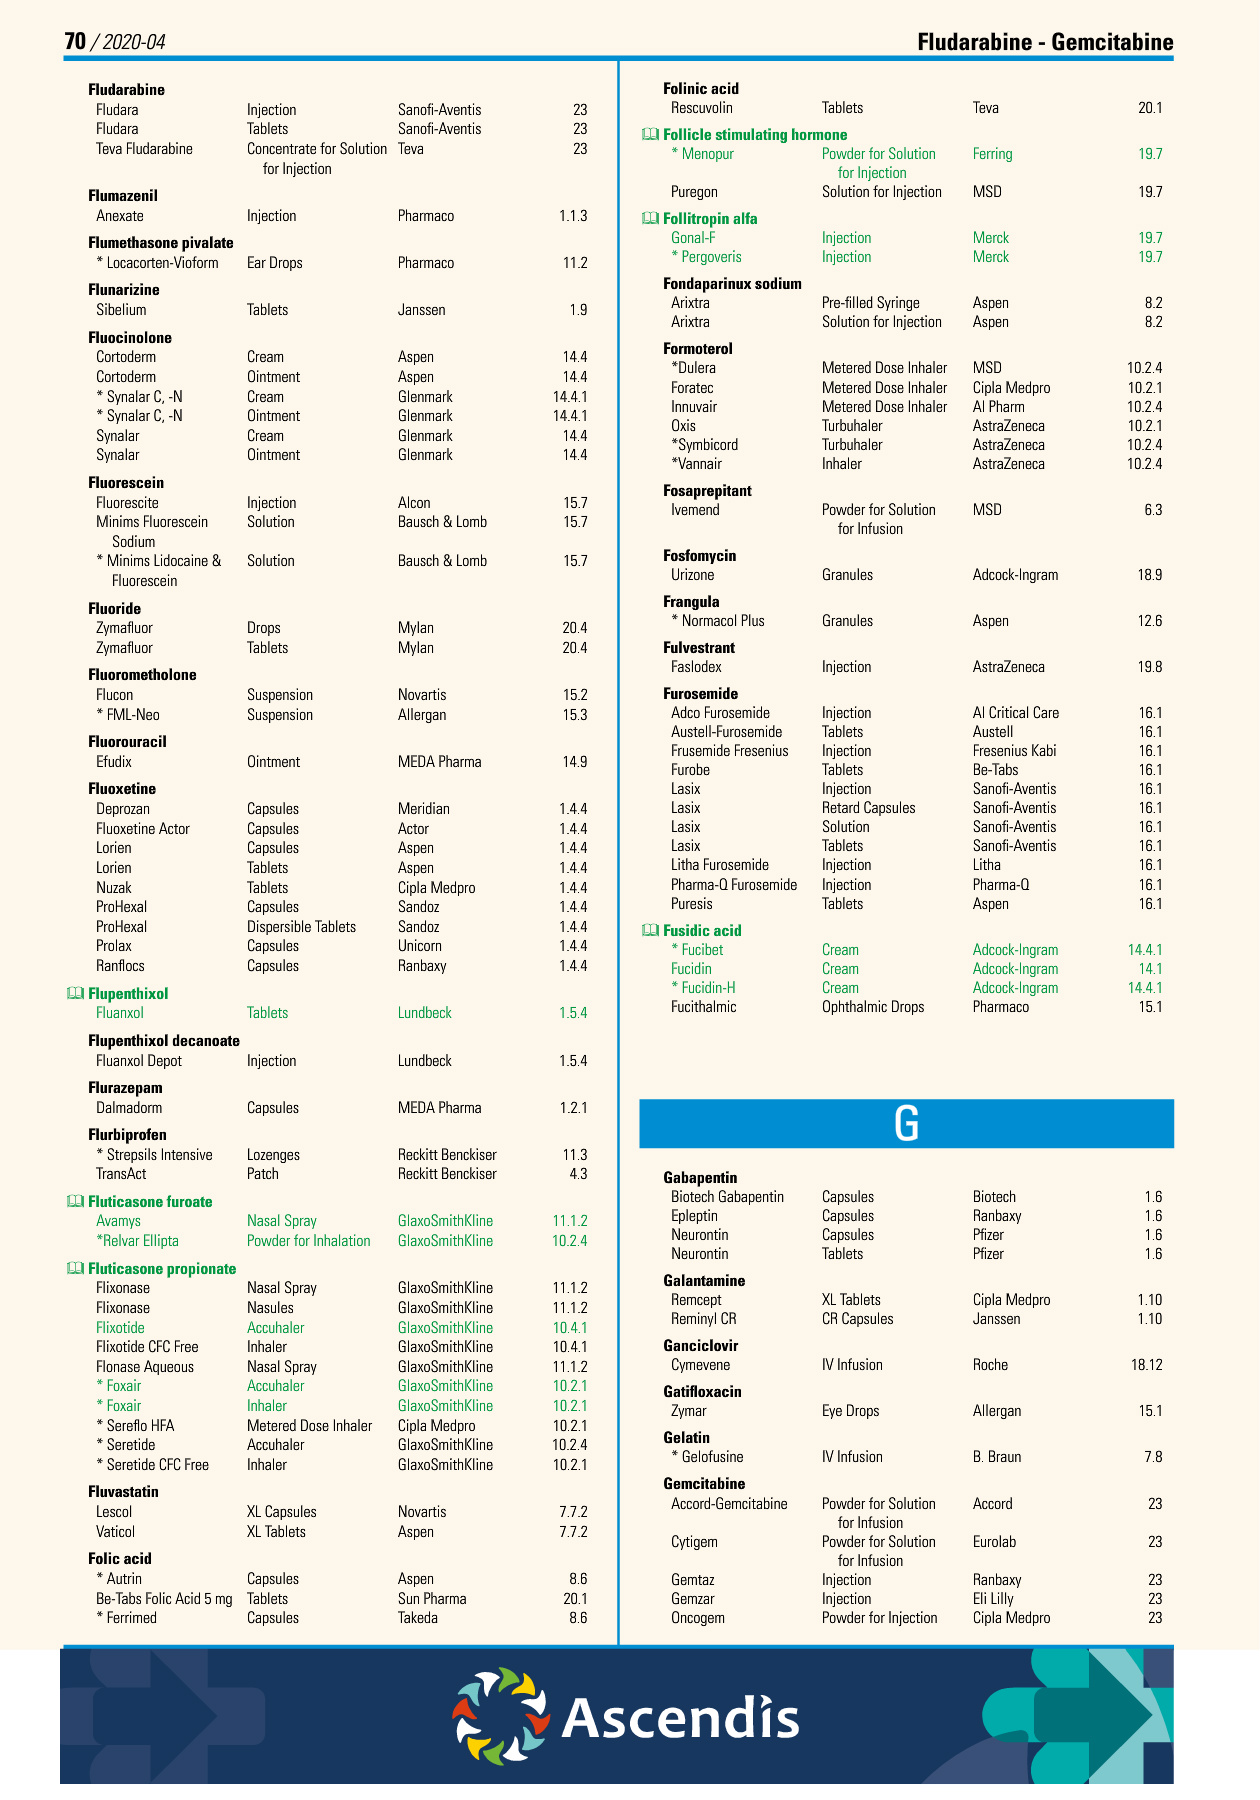 70 / 2020-04
Fludarabine - Gemcitabine
Fludarabine
Fludara Injection Sanofi-Aventis 23
Fludara Tablets Sanofi-Aventis 23
Teva Fludarabine Concentrate for Solution Teva 23
for Injection
Flumazenil
Anexate Injection Pharmaco 1.1.3
Flumethasone pivalate
* Locacorten-Vioform Ear Drops Pharmaco 11.2
Flunarizine
Sibelium Tablets Janssen 1.9
Fluocinolone
Cortoderm Cream Aspen 14.4
Cortoderm Ointment Aspen 14.4
* Synalar C, -N Cream Glenmark 14.4.1
* Synalar C, -N Ointment Glenmark 14.4.1
Synalar Cream Glenmark 14.4
Synalar Ointment Glenmark 14.4
Fluorescein
Fluorescite Injection Alcon 15.7
Minims Fluorescein Solution Bausch & Lomb 15.7
Sodium
* Minims Lidocaine & Solution Bausch & Lomb 15.7
Fluorescein
Fluoride
Zymafluor Drops Mylan 20.4
Zymafluor Tablets Mylan 20.4
Fluorometholone
Flucon Suspension Novartis 15.2
* FML-Neo Suspension Allergan 15.3
Fluorouracil
Efudix Ointment MEDA Pharma 14.9
Fluoxetine
Deprozan Capsules Meridian 1.4.4
Fluoxetine Actor Capsules Actor 1.4.4
Lorien Capsules Aspen 1.4.4
Lorien Tablets Aspen 1.4.4
Nuzak Tablets Cipla Medpro 1.4.4
ProHexal Capsules Sandoz 1.4.4
ProHexal Dispersible Tablets Sandoz 1.4.4
Prolax Capsules Unicorn 1.4.4
Ranflocs Capsules Ranbaxy 1.4.4
Flupenthixol
Fluanxol Tablets Lundbeck 1.5.4
Flupenthixol decanoate
Fluanxol Depot Injection Lundbeck 1.5.4
Flurazepam
Dalmadorm Capsules MEDA Pharma 1.2.1
Flurbiprofen
* Strepsils Intensive Lozenges Reckitt Benckiser 11.3
TransAct Patch Reckitt Benckiser 4.3
Fluticasone furoate
Avamys Nasal Spray GlaxoSmithKline 11.1.2
*Relvar Ellipta Powder for Inhalation GlaxoSmithKline 10.2.4
Fluticasone propionate
Flixonase Nasal Spray GlaxoSmithKline 11.1.2
Flixonase Nasules GlaxoSmithKline 11.1.2
Flixotide Accuhaler GlaxoSmithKline 10.4.1
Flixotide CFC Free Inhaler GlaxoSmithKline 10.4.1
Flonase Aqueous Nasal Spray GlaxoSmithKline 11.1.2
* Foxair Accuhaler GlaxoSmithKline 10.2.1
* Foxair Inhaler GlaxoSmithKline 10.2.1
* Sereflo HFA Metered Dose Inhaler Cipla Medpro 10.2.1
* Seretide Accuhaler GlaxoSmithKline 10.2.4
* Seretide CFC Free Inhaler GlaxoSmithKline 10.2.1
Fluvastatin
Lescol XL Capsules Novartis 7.7.2
Vaticol XL Tablets Aspen 7.7.2
Folic acid
* Autrin Capsules Aspen 8.6
Be-Tabs Folic Acid 5 mg Tablets Sun Pharma 20.1
* Ferrimed Capsules Takeda 8.6
Folinic acid
Rescuvolin Tablets Teva 20.1
Follicle stimulating hormone
* Menopur Powder for Solution Ferring 19.7
for Injection
Puregon Solution for Injection MSD 19.7
Follitropin alfa
Gonal-F Injection Merck 19.7
* Pergoveris Injection Merck 19.7
Fondaparinux sodium
Arixtra Pre-filled Syringe Aspen 8.2
Arixtra Solution for Injection Aspen 8.2
Formoterol
*Dulera Metered Dose Inhaler MSD 10.2.4
Foratec Metered Dose Inhaler Cipla Medpro 10.2.1
Innuvair Metered Dose Inhaler Al Pharm 10.2.4
Oxis Turbuhaler AstraZeneca 10.2.1
*Symbicord Turbuhaler AstraZeneca 10.2.4
*Vannair Inhaler AstraZeneca 10.2.4
Fosaprepitant
Ivemend Powder for Solution MSD 6.3
for Infusion
Fosfomycin
Urizone Granules Adcock-Ingram 18.9
Frangula
* Normacol Plus Granules Aspen 12.6
Fulvestrant
Faslodex Injection AstraZeneca 19.8
Furosemide
Adco Furosemide Injection Al Critical Care 16.1
Austell-Furosemide Tablets Austell 16.1
Frusemide Fresenius Injection Fresenius Kabi 16.1
Furobe Tablets Be-Tabs 16.1
Lasix Injection Sanofi-Aventis 16.1
Lasix Retard Capsules Sanofi-Aventis 16.1
Lasix Solution Sanofi-Aventis 16.1
Lasix Tablets Sanofi-Aventis 16.1
Litha Furosemide Injection Litha 16.1
Pharma-Q Furosemide Injection Pharma-Q 16.1
Puresis Tablets Aspen 16.1
Fusidic acid
* Fucibet Cream Adcock-Ingram 14.4.1
Fucidin Cream Adcock-Ingram 14.1
* Fucidin-H Cream Adcock-Ingram 14.4.1
Fucithalmic Ophthalmic Drops Pharmaco 15.1
G
Gabapentin
Biotech Gabapentin Capsules Biotech 1.6
Epleptin Capsules Ranbaxy 1.6
Neurontin Capsules Pfizer 1.6
Neurontin Tablets Pfizer 1.6
Galantamine
Remcept XL Tablets Cipla Medpro 1.10
Reminyl CR CR Capsules Janssen 1.10
Ganciclovir
Cymevene IV Infusion Roche 18.12
Gatifloxacin
Zymar Eye Drops Allergan 15.1
Gelatin
* Gelofusine IV Infusion B. Braun 7.8
Gemcitabine
Accord-Gemcitabine Powder for Solution Accord 23
for Infusion
Cytigem Powder for Solution Eurolab 23
for Infusion
Gemtaz Injection Ranbaxy 23
Gemzar Injection Eli Lilly 23
Oncogem Powder for Injection Cipla Medpro 23
Ascendis